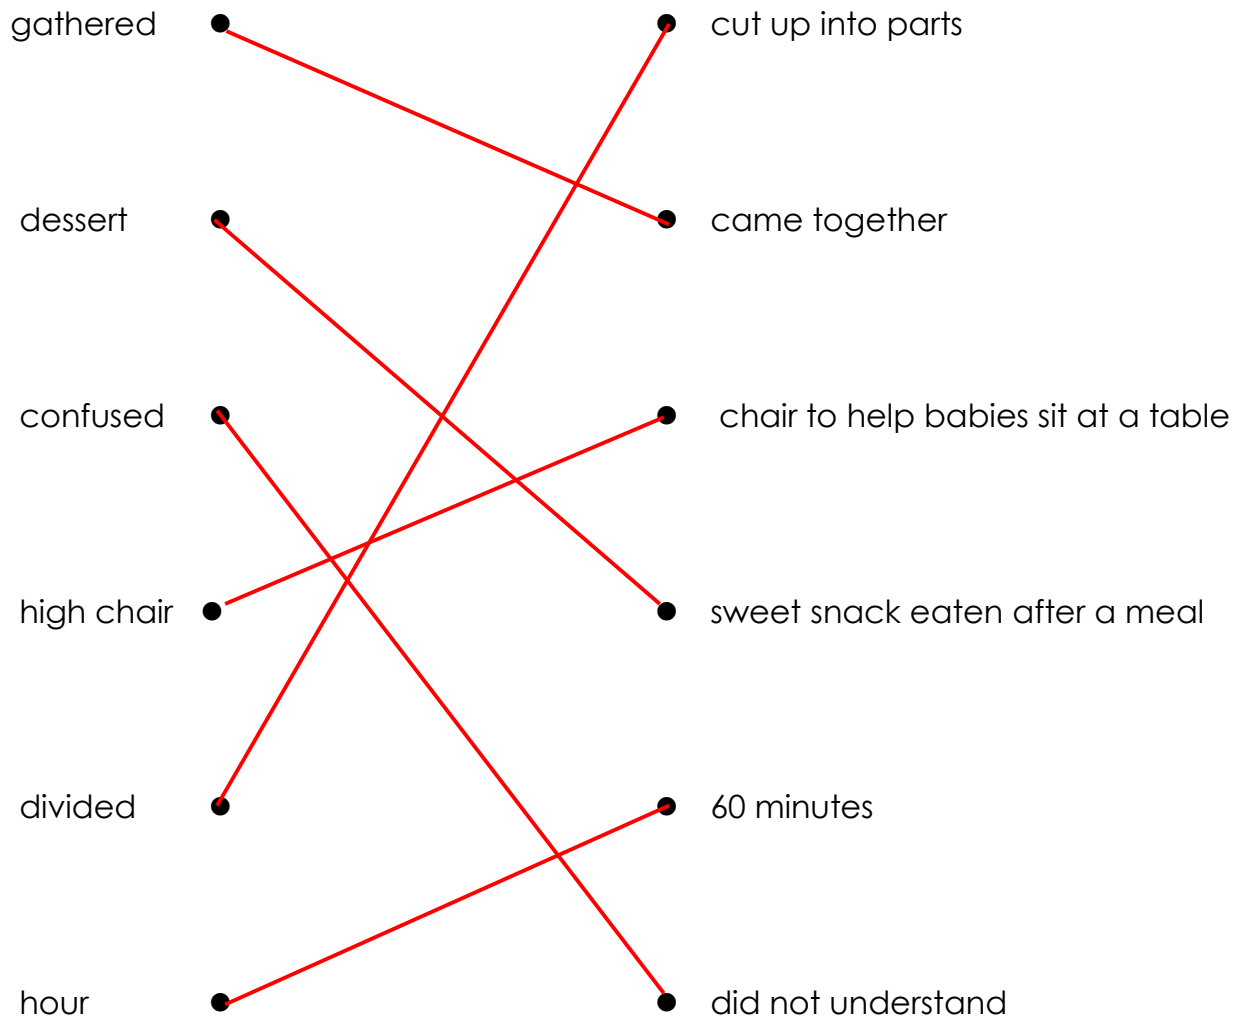 gathered cut up into parts
dessert came together
confused chair to help babies sit at a table
high chair sweet snack eaten after a meal
divided 60 minutes
hour did not understand